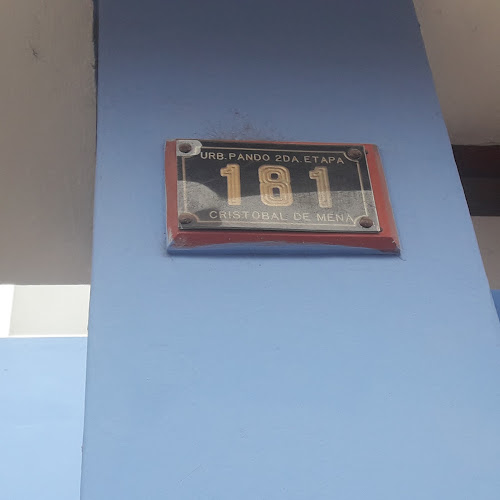 URB.PANDO 2DA.ETAPA
181
CRISTOBAL DE MENA